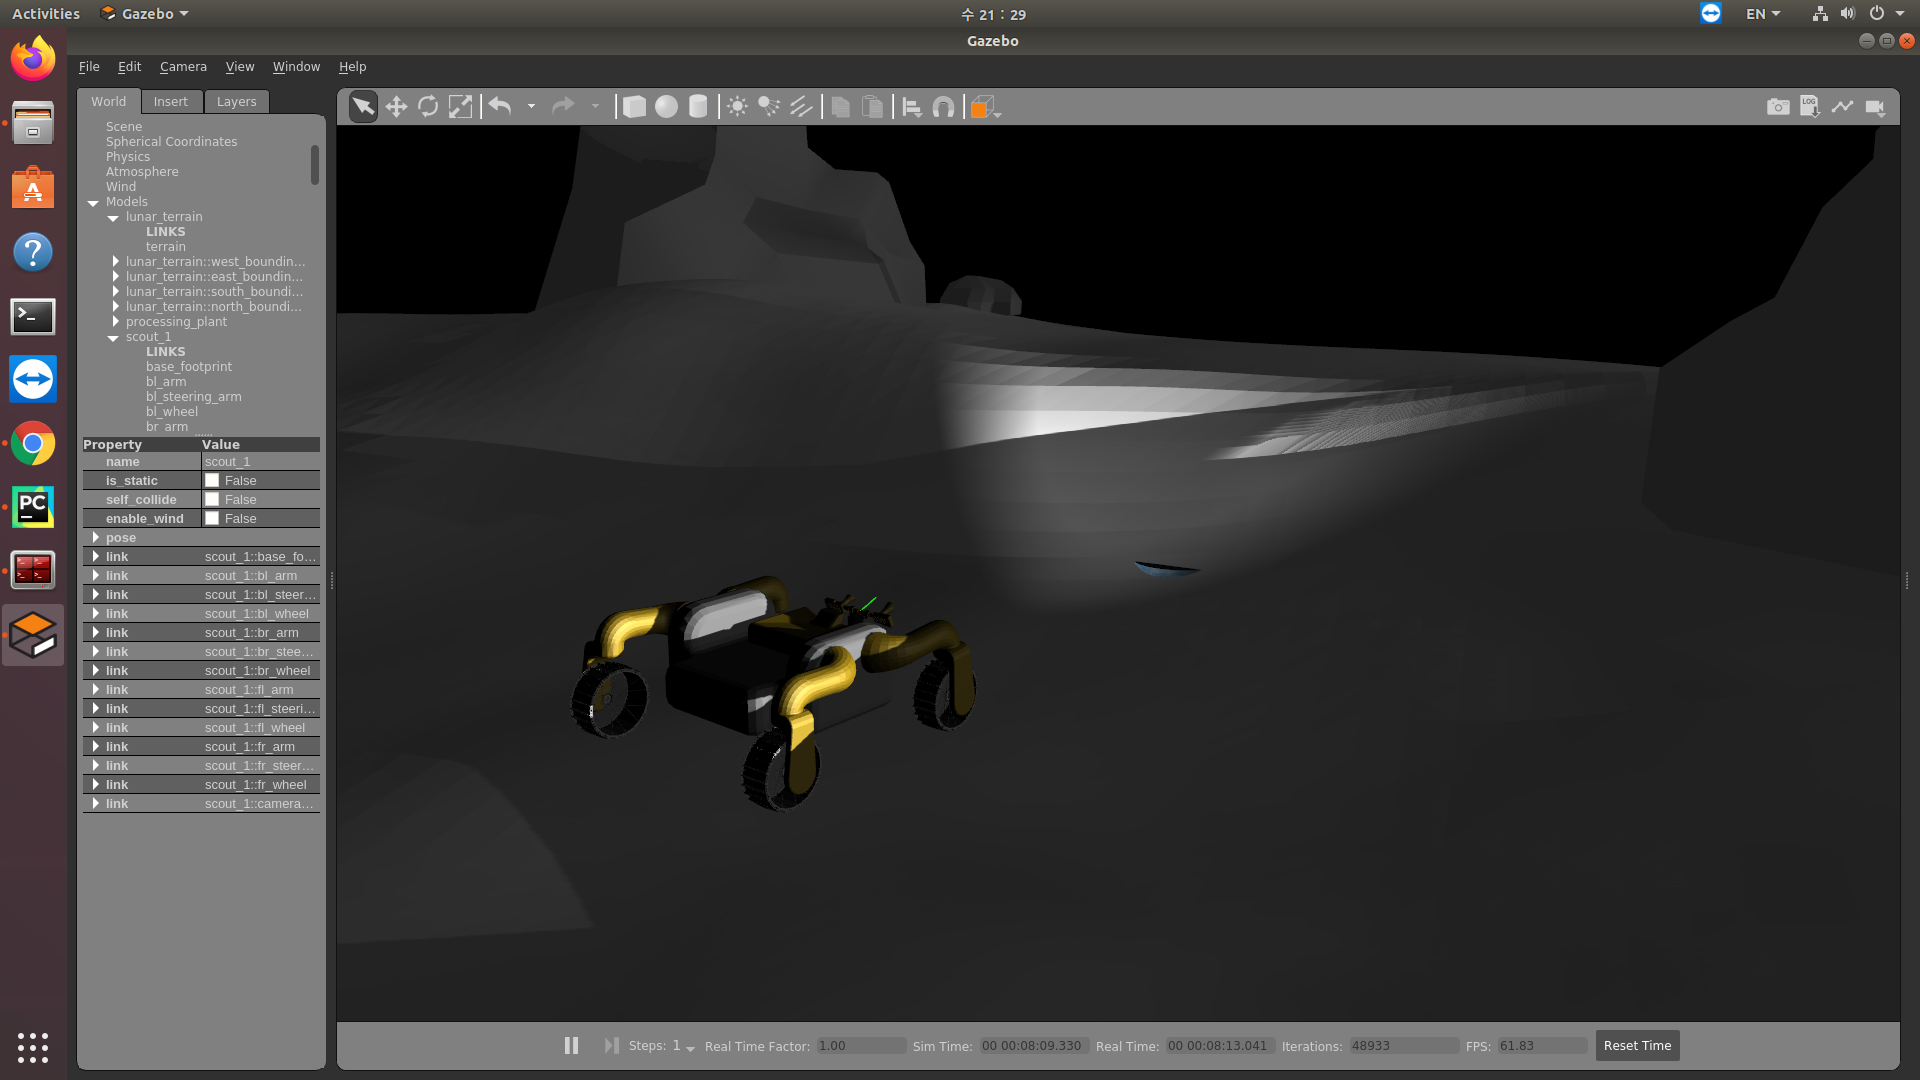 Activities Gazebo 수 21 : 29 EN
Gazebo
File Edit Camera View Window Help
World Insert Layers
LOG
Scene
Spherical Coordinates
Physics
Atmosphere
Wind
Models
lunar_terrain
LINKS
terrain
lunar_terrain::west_boundin...
lunar_terrain::east_boundin...
lunar_terrain::south_boundi...
lunar_terrain::north_boundi...
processing_plant
scout_1
LINKS
base_footprint
bl_arm
bl_steering_arm
bl_wheel
br_arm
Property Value
name scout_1
is_static False
self_collide False
enable_wind False
pose
link scout_1::base_fo...
link scout_1::bl_arm
link scout_1::bl_steer...
link scout_1::bl_wheel
link scout_1::br_arm
link scout_1::br_stee...
link scout_1::br_wheel
link scout_1::fl_arm
link scout_1::fl_steeri...
link scout_1::fl_wheel
link scout_1::fr_arm
link scout_1::fr_steer...
link scout_1::fr_wheel
link scout_1::camera...
PC
Steps: 1 Real Time Factor: 1.00 Sim Time: 00 00:08:09.330 Real Time: 00 00:08:13.041 Iterations: 48933 FPS: 61.83 Reset Time